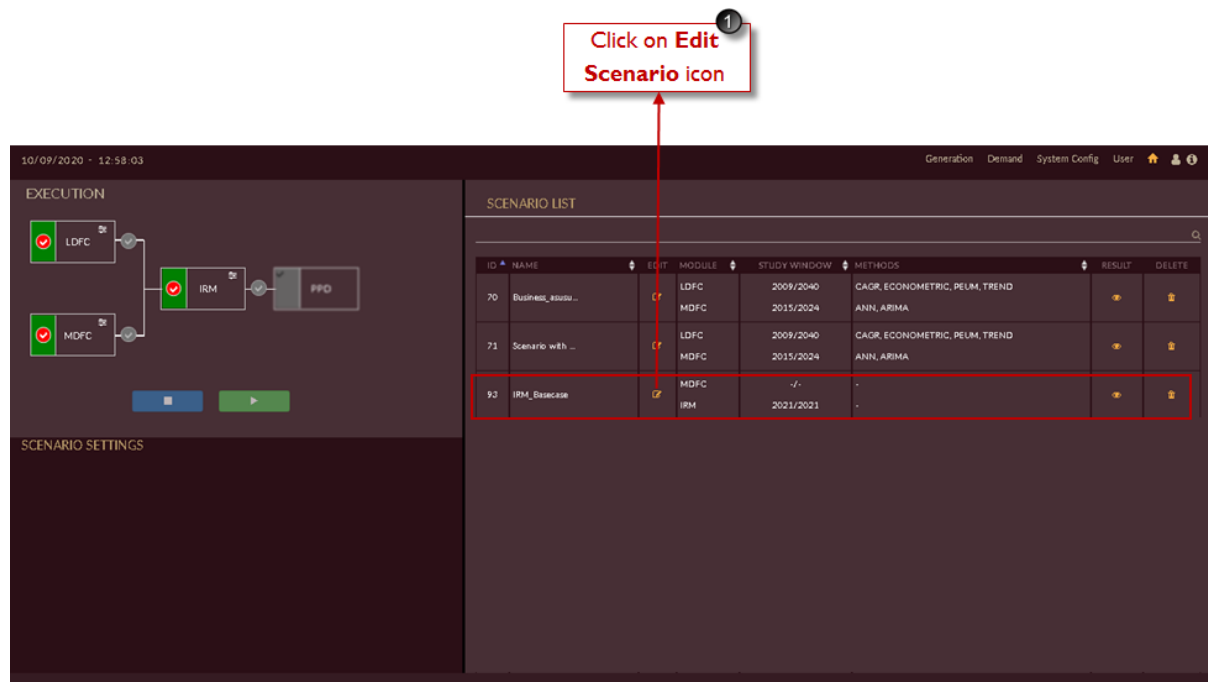 1
Click on Edit
Scenario icon
10/09/2020 - 12:58:03
Generation Demand System Config User
EXECUTION
LDFC
IRM
PPD
MDFC
SCENARIO SETTINGS
SCENARIO LIST
ID NAME EDIT MODULE STUDY WINDOW METHODS RESULT DELETE
70 Business_asusu... LDFC 2009/2040 CAGR, ECONOMETRIC, PEUM, TREND
MDFC 2015/2024 ANN, ARIMA
71 Scenario with ... LDFC 2009/2040 CAGR, ECONOMETRIC, PEUM, TREND
MDFC 2015/2024 ANN, ARIMA
93 IRM_Basecase MDFC -/- -
IRM 2021/2021 -